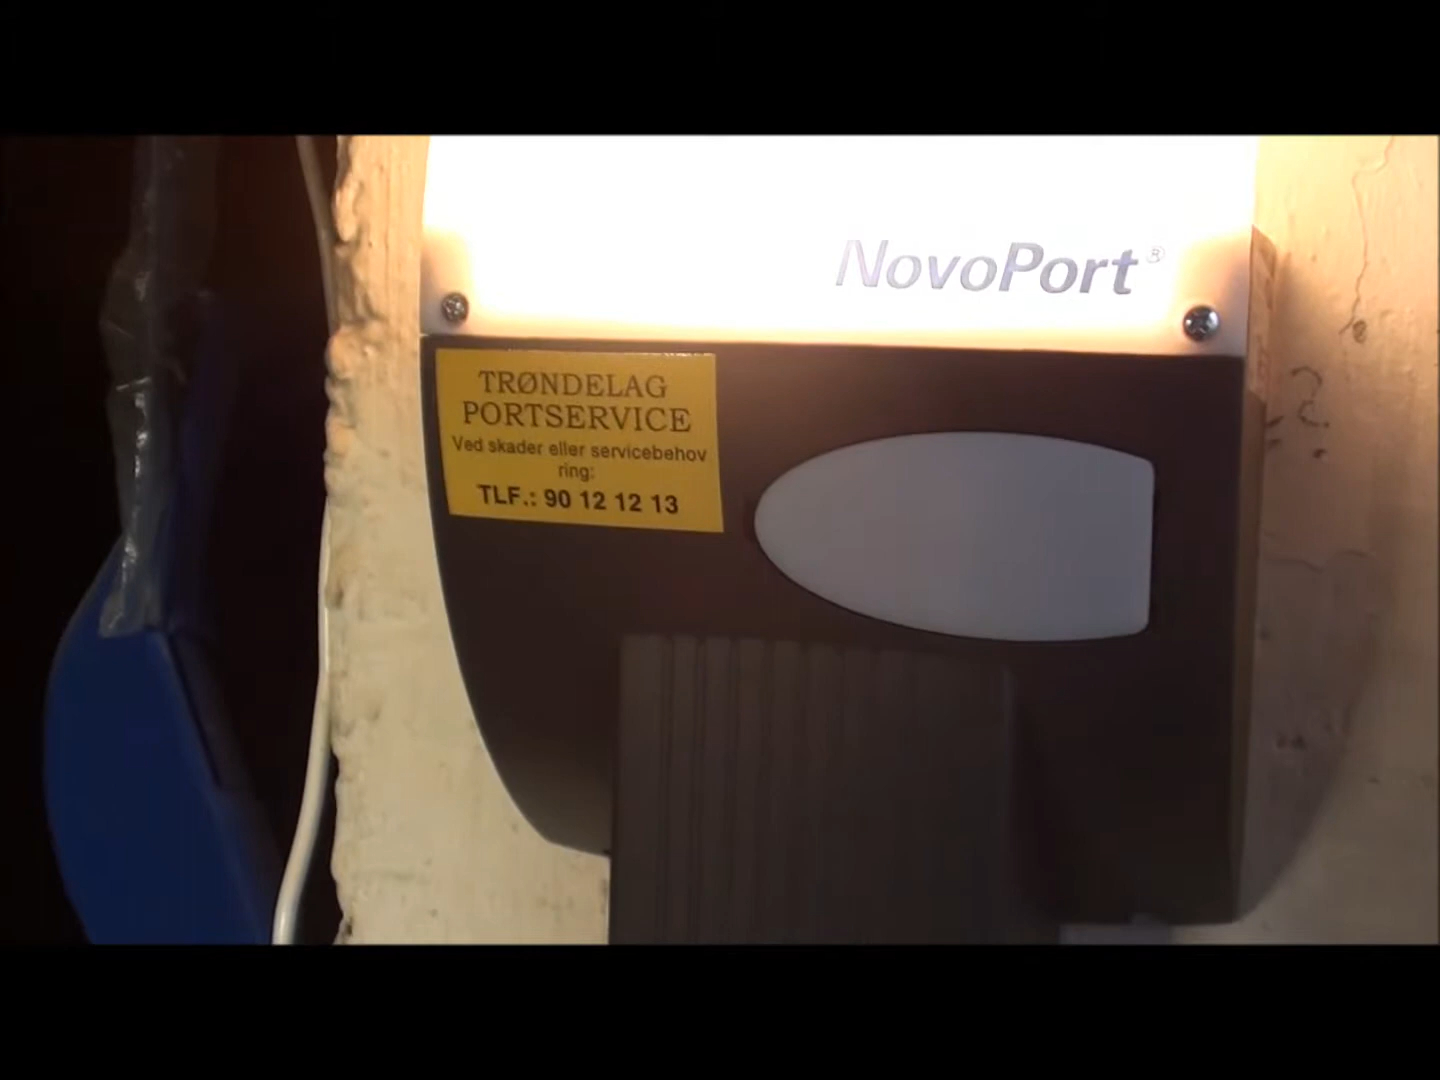 NovoPort®
TRØNDELAG
PORTSERVICE
Ved skader eller servicebehov
ring:
TLF.: 90 12 12 13